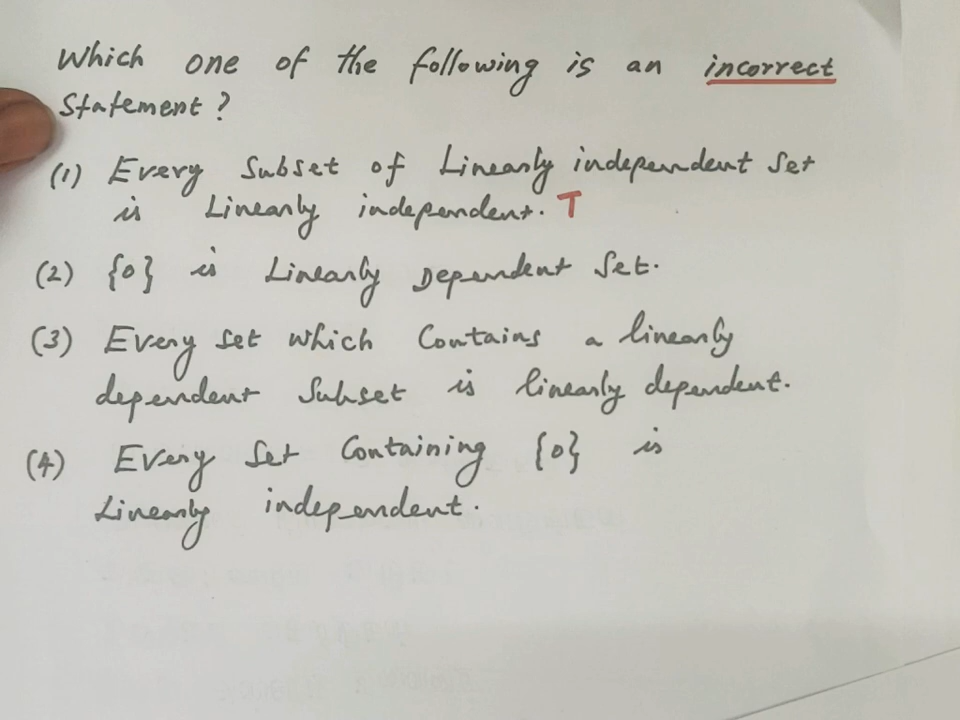 Which one of the following is an incorrect
Statement?
(1) Every Subset of Linearly independent Set
is Linearly independent. T
(2) {0} is Linearly Dependent Set.
(3) Every Set which Contains a linearly
dependent Subset is linearly dependent.
(4) Every Set Containing {0} is
Linearly independent.